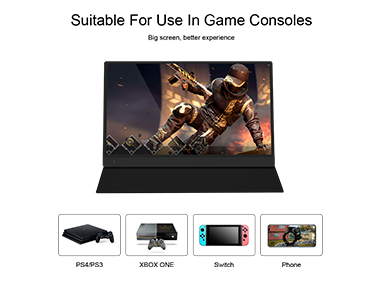 Suitable For Use In Game Consoles
Big screen, better experience
PS4/PS3
XBOX ONE
Switch
Phone